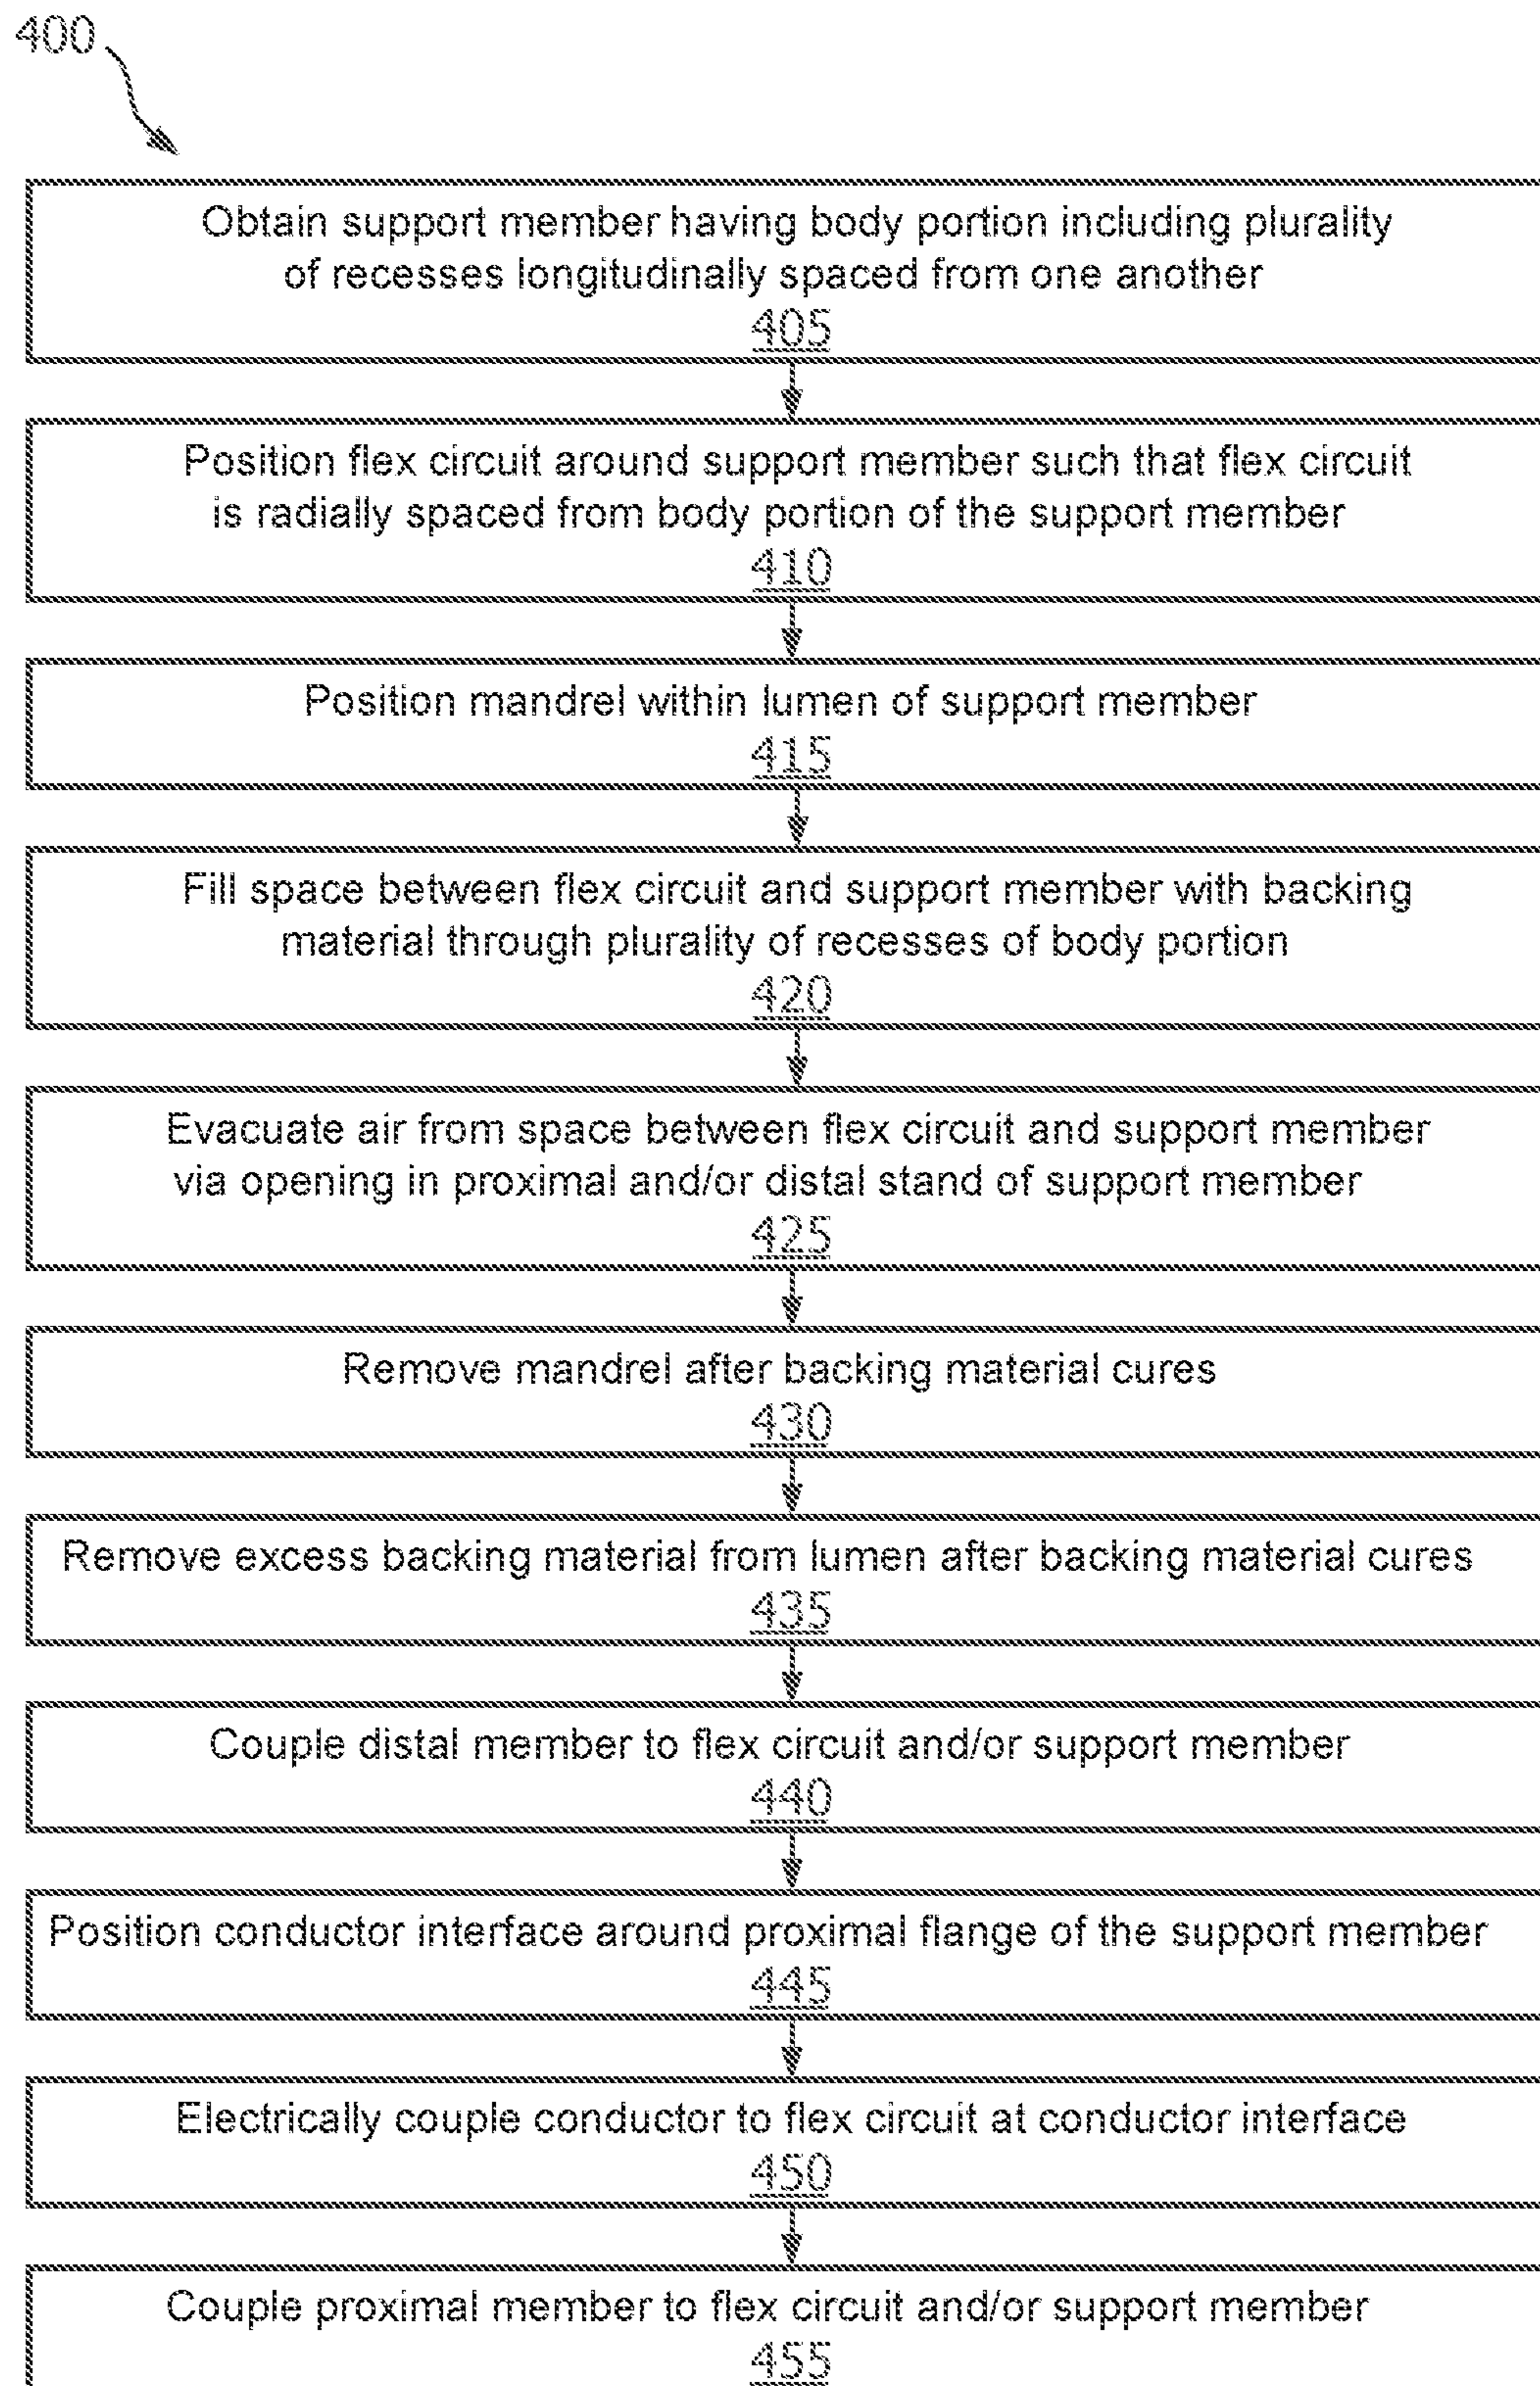 400
Obtain support member having body portion including plurality
of recesses longitudinally spaced from one another
405
Position flex circuit around support member such that flex circuit
is radially spaced from body portion of the support member
410
Position mandrel within lumen of support member
415
Fill space between flex circuit and support member with backing
material through plurality of recesses of body portion
420
Evacuate air from space between flex circuit and support member
via opening in proximal and/or distal stand of support member
425
Remove mandrel after backing material cures
430
Remove excess backing material from lumen after backing material cures
435
Couple distal member to flex circuit and/or support member
440
Position conductor interface around proximal flange of the support member
445
Electrically couple conductor to flex circuit at conductor interface
450
Couple proximal member to flex circuit and/or support member
455